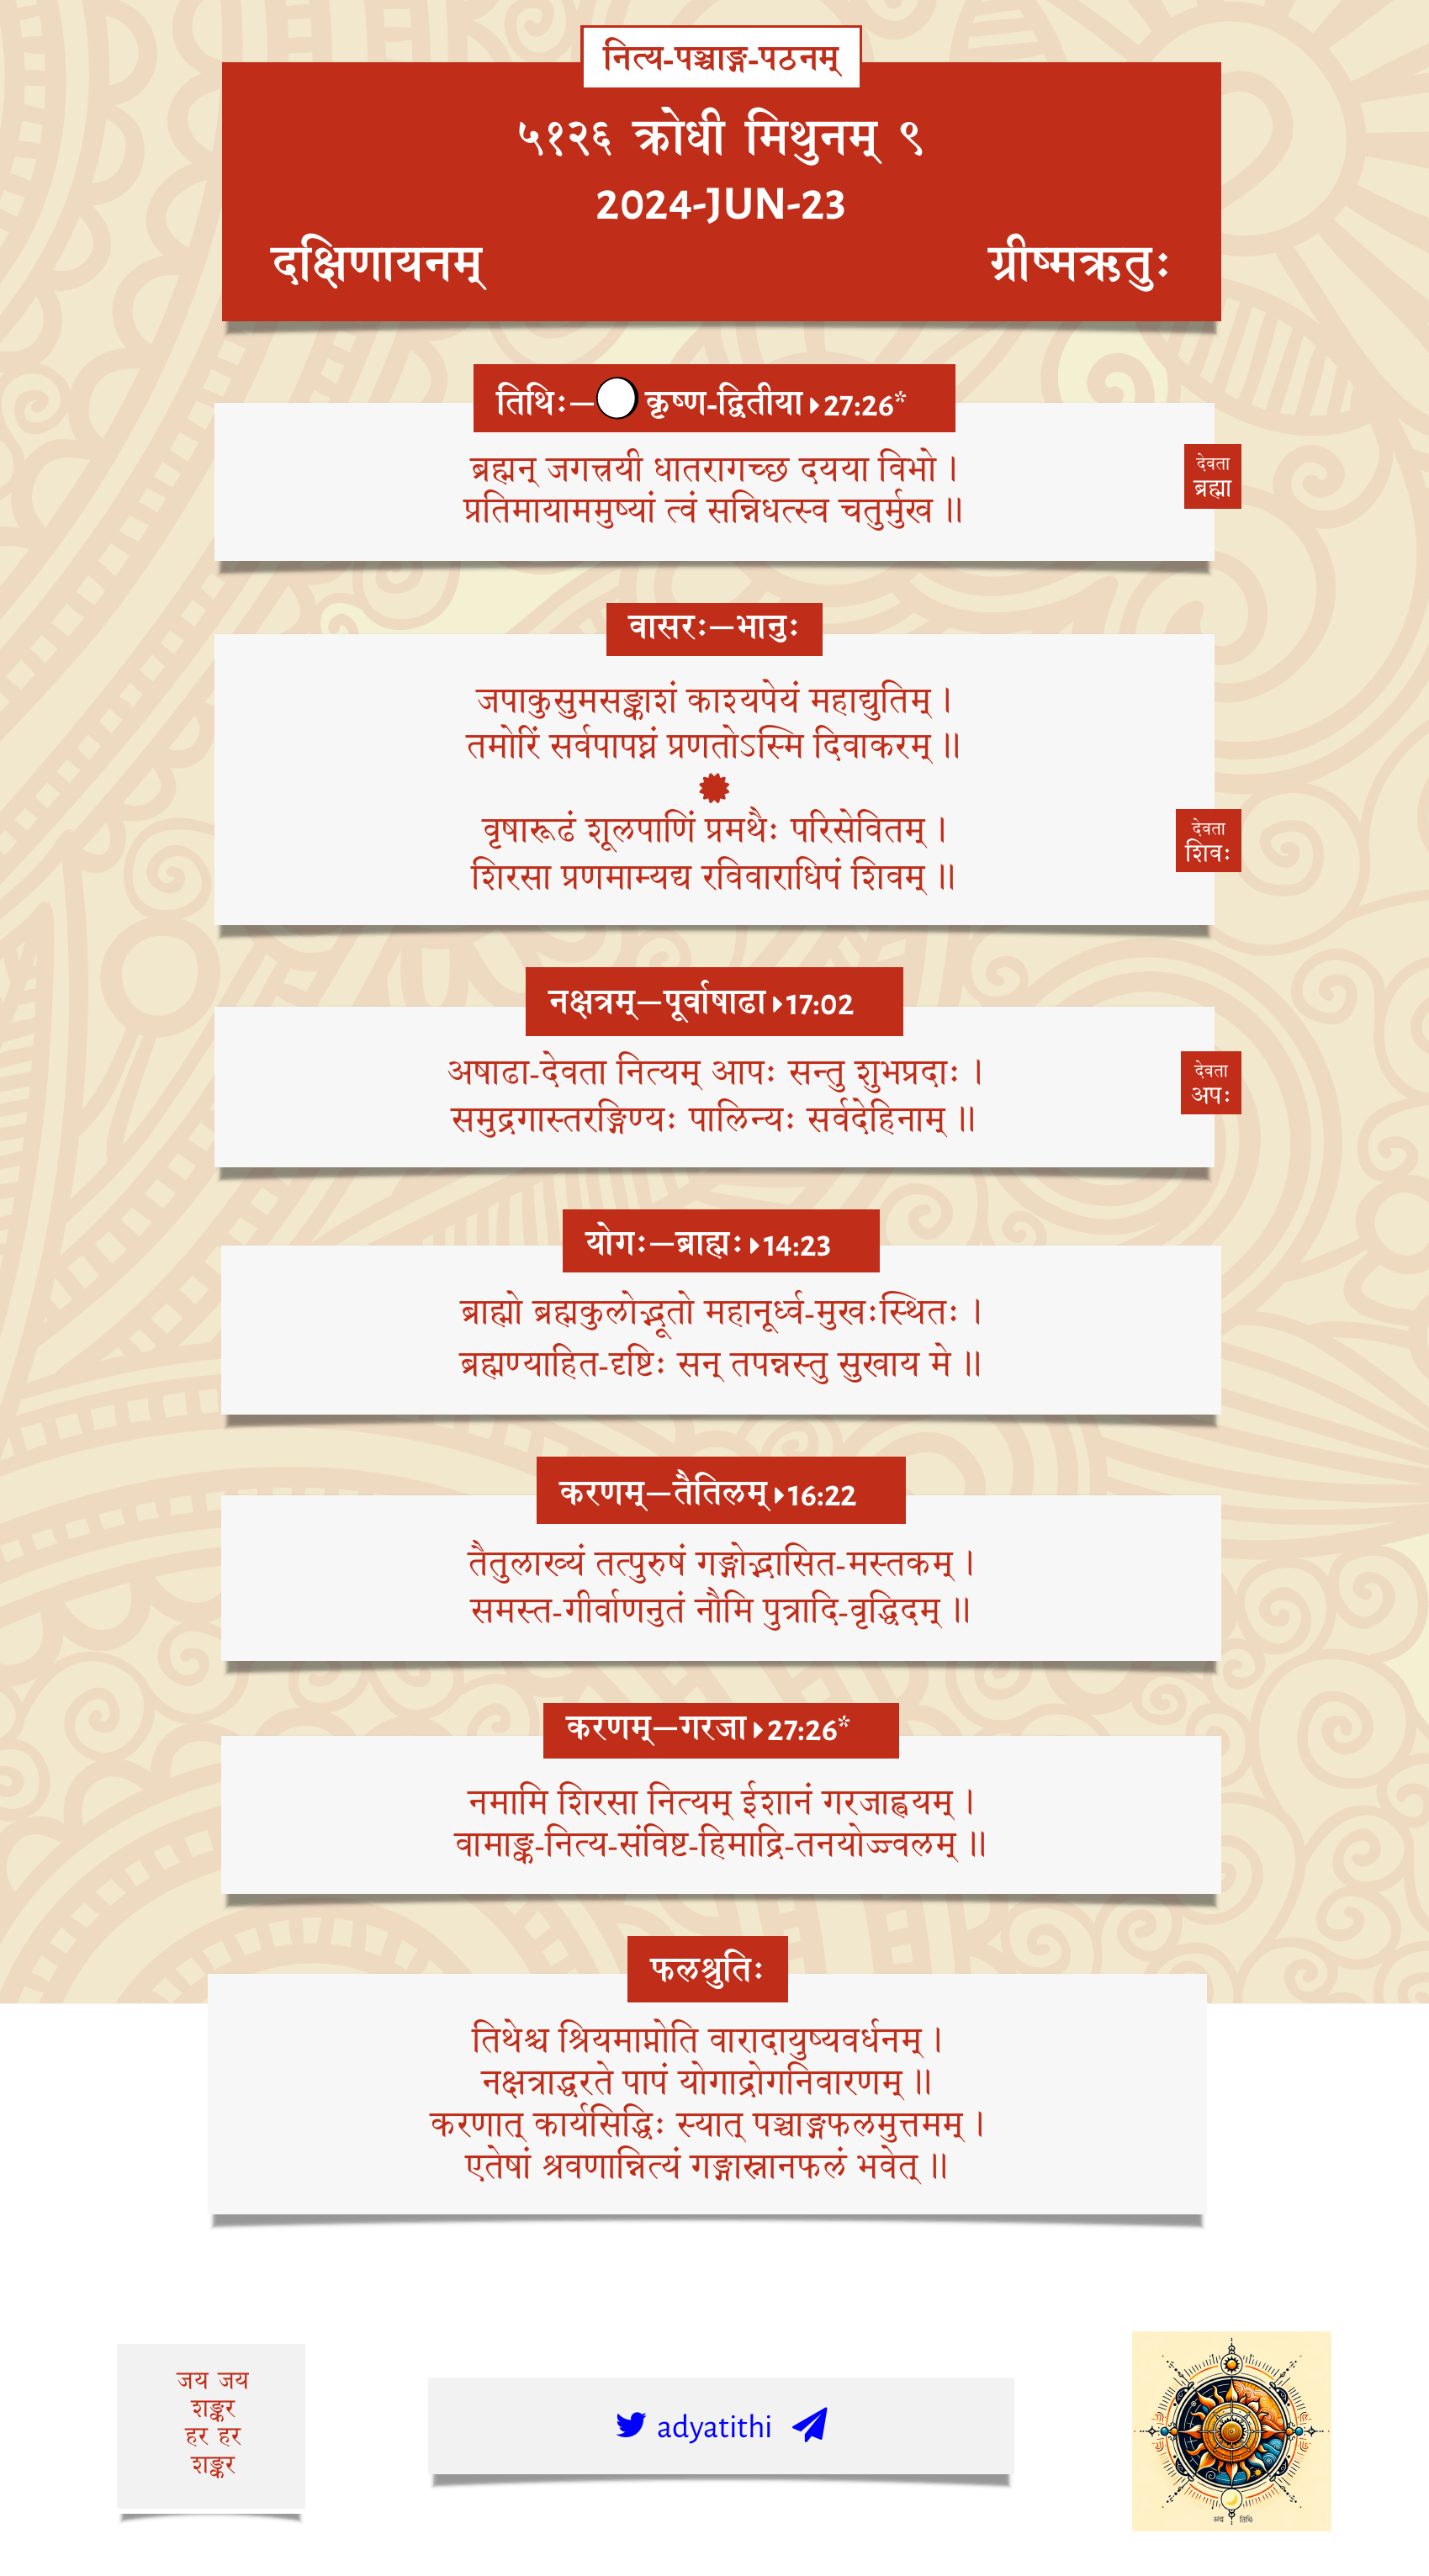 नित्य-पञ्चाङ्ग-पठनम्
५१२६ क्रोधी मिथुनम् ९
2024-JUN-23
दक्षिणायनम् ग्रीष्मऋतुः
तिथिः—कृष्ण-द्वितीया 27:26*
ब्रह्मन् जगत्त्रयी धातरागच्छ दयया विभो ।
प्रतिमायाममुष्यां त्वं सन्निधत्स्व चतुर्मुख ॥
देवता
ब्रह्मा
वासरः—भानुः
जपाकुसुमसङ्काशं काश्यपेयं महाद्युतिम् ।
तमोरिं सर्वपापघ्नं प्रणतोऽस्मि दिवाकरम् ॥
वृषारूढं शूलपाणिं प्रमथैः परिसेवितम् ।
शिरसा प्रणमाम्यद्य रविवाराधिपं शिवम् ॥
देवता
शिवः
नक्षत्रम्—पूर्वाषाढा 17:02
अषाढा-देवता नित्यम् आपः सन्तु शुभप्रदाः ।
समुद्रगास्तरङ्गिण्यः पालिन्यः सर्वदेहिनाम् ॥
देवता
अपः
योगः—ब्राह्मः 14:23
ब्राह्मो ब्रह्मकुलोद्भूतो महानूर्ध्व-मुखःस्थितः ।
ब्रह्मण्याहित-दृष्टिः सन् तपन्नस्तु सुखाय मे ॥
करणम्—तैतिलम् 16:22
तैतुलाख्यं तत्पुरुषं गङ्गोद्भासित-मस्तकम् ।
समस्त-गीर्वाणनुतं नौमि पुत्रादि-वृद्धिदम् ॥
करणम्—गरजा 27:26*
नमामि शिरसा नित्यम् ईशानं गरजाह्वयम् ।
वामाङ्क-नित्य-संविष्ट-हिमाद्रि-तनयोज्ज्वलम् ॥
फलश्रुतिः
तिथेश्च श्रियमाप्नोति वारादायुष्यवर्धनम् ।
नक्षत्राद्धरते पापं योगाद्रोगनिवारणम् ॥
करणात् कार्यसिद्धिः स्यात् पञ्चाङ्गफलमुत्तमम् ।
एतेषां श्रवणान्नित्यं गङ्गास्नानफलं भवेत् ॥
जय जय
शङ्कर
हर हर
शङ्कर
adyatithi
अद्य तिथिः